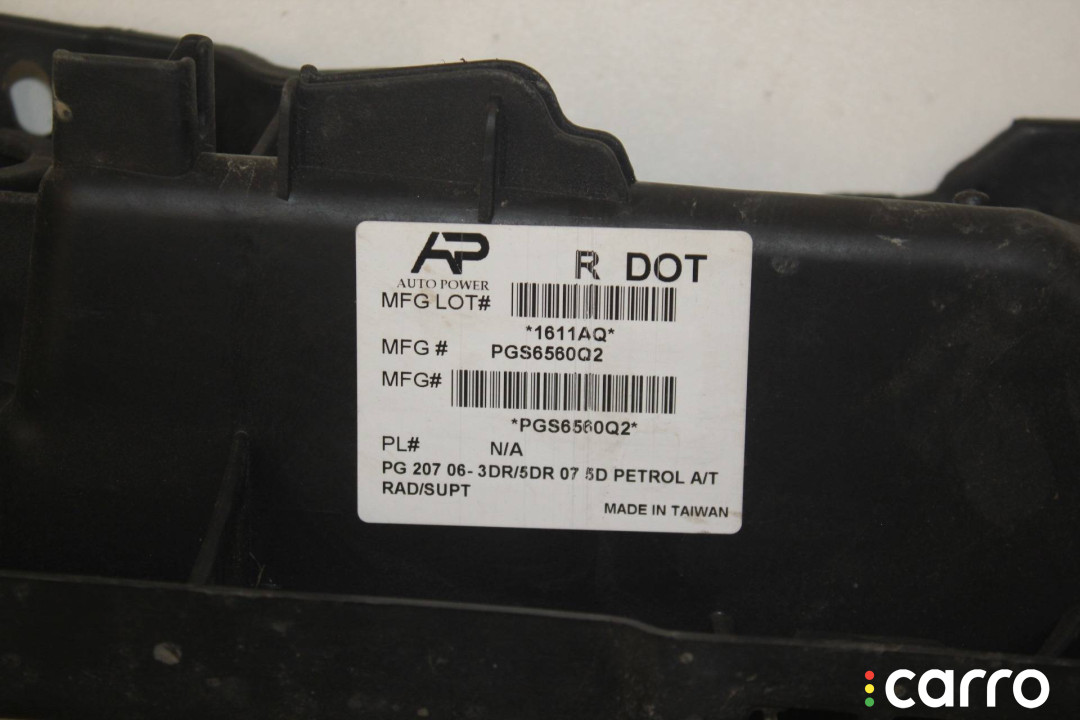 AP
AUTO POWER
R DOT
MFG LOT#
*1611AQ*
MFG # PGS6560Q2
MFG#
*PGS6560Q2*
PL# N/A
PG 207 06- 3DR/5DR 07 5D PETROL A/T
RAD/SUPT
MADE IN TAIWAN
carro